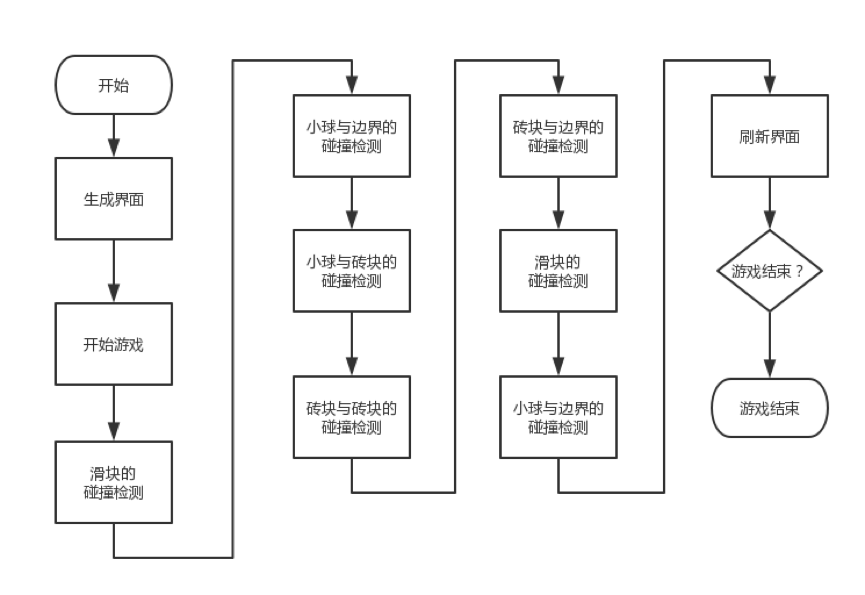 开始
生成界面
开始游戏
滑块的
碰撞检测
小球与边界的
碰撞检测
小球与砖块的
碰撞检测
砖块与砖块的
碰撞检测
砖块与边界的
碰撞检测
滑块的
碰撞检测
小球与边界的
碰撞检测
刷新界面
游戏结束？
游戏结束